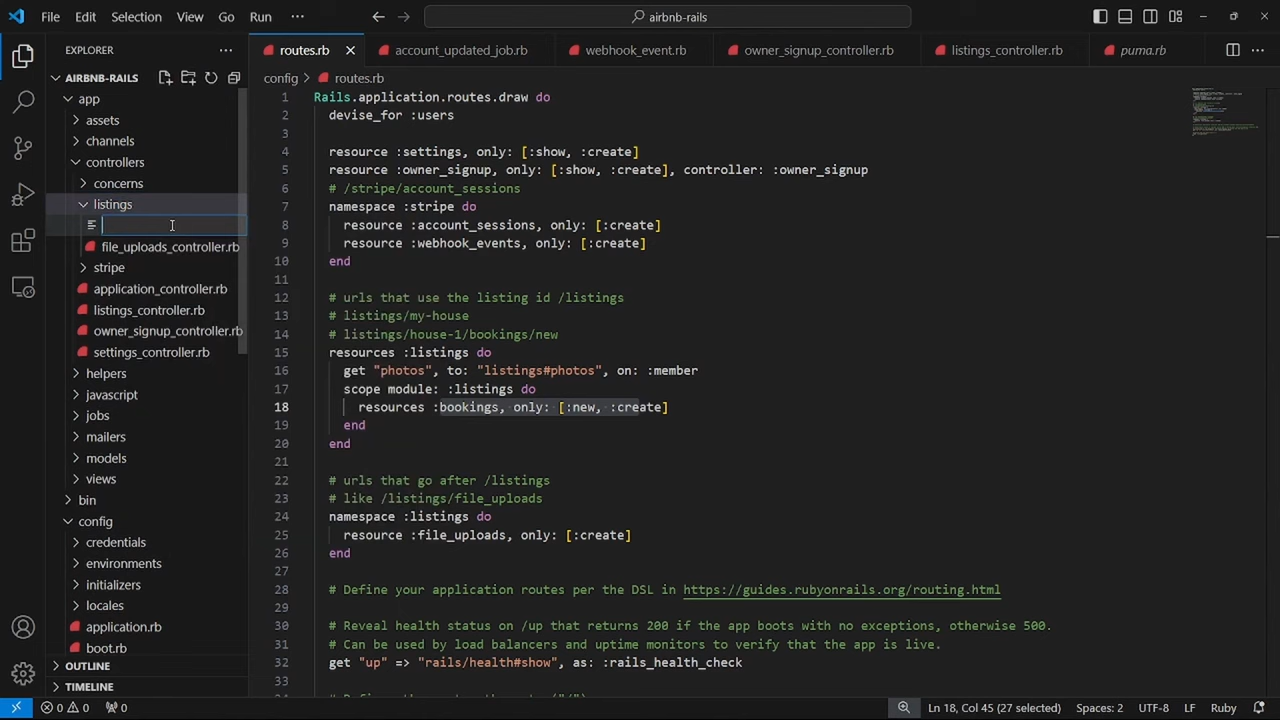 File Edit Selection View Go Run
airbnb-rails
EXPLORER
routes.rb
account_updated_job.rb
webhook_event.rb
owner_signup_controller.rb
listings_controller.rb
puma.rb
AIRBNB-RAILS
app
assets
channels
controllers
concerns
listings
file_uploads_controller.rb
stripe
application_controller.rb
listings_controller.rb
owner_signup_controller.rb
settings_controller.rb
helpers
javascript
jobs
mailers
models
views
bin
config
credentials
environments
initializers
locales
application.rb
boot.rb
OUTLINE
TIMELINE
config > routes.rb
1 Rails.application.routes.draw do
2 devise_for :users
3
4 resource :settings, only: [:show, :create]
5 resource :owner_signup, only: [:show, :create], controller: :owner_signup
6 # /stripe/account_sessions
7 namespace :stripe do
8 resource :account_sessions, only: [:create]
9 resource :webhook_events, only: [:create]
10 end
11
12 # urls that use the listing id /listings
13 # listings/my-house
14 # listings/house-1/bookings/new
15 resources :listings do
16 get "photos", to: "listings#photos", on: :member
17 scope module: :listings do
18 resources :bookings, only: [:new, :create]
19 end
20 end
21
22 # urls that go after /listings
23 # like /listings/file_uploads
24 namespace :listings do
25 resource :file_uploads, only: [:create]
26 end
27
28 # Define your application routes per the DSL in https://guides.rubyonrails.org/routing.html
29
30 # Reveal health status on /up that returns 200 if the app boots with no exceptions, otherwise 500.
31 # Can be used by load balancers and uptime monitors to verify that the app is live.
32 get "up" => "rails/health#show", as: :rails_health_check
33
0 0 0
Ln 18, Col 45 (27 selected) Spaces: 2 UTF-8 LF Ruby